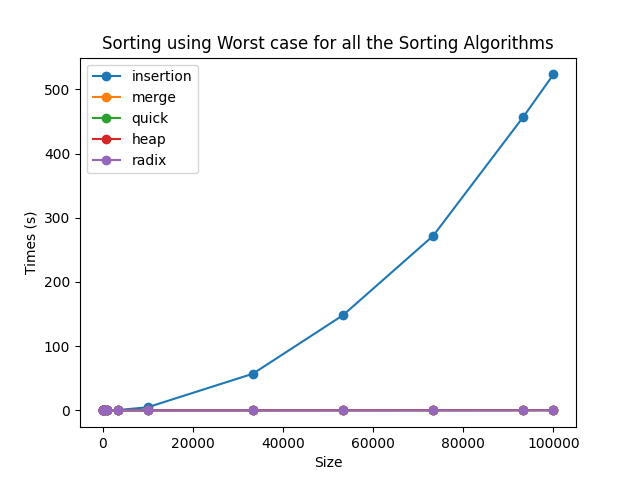 Sorting using Worst case for all the Sorting Algorithms
insertion
merge
quick
heap
radix
Times (s)
500
400
300
200
100
0
0 20000 40000 60000 80000 100000
Size